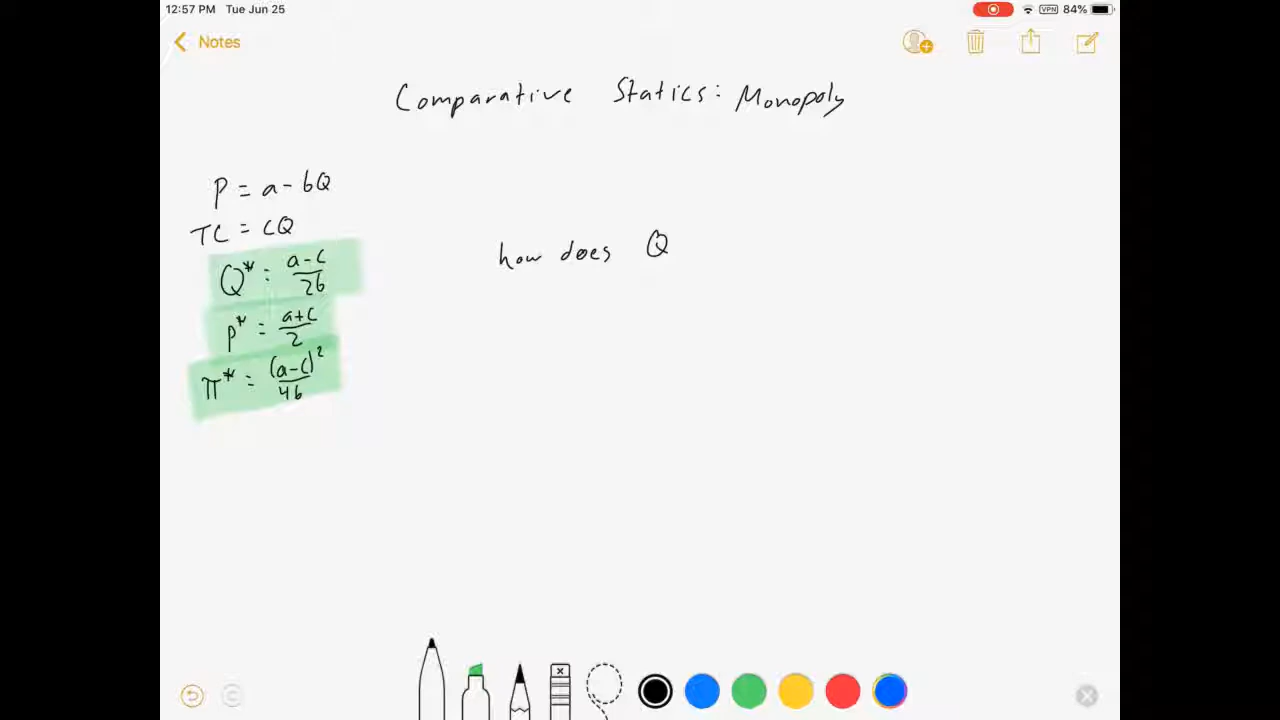 12:57 PM Tue Jun 25
VPN 84%
Notes
Comparative Statics: Monopoly
P = a - bQ
TC = cQ
Q* = (a-c)/2b
how does Q
P* = (a+c)/2
π* = (a-c)²/4b